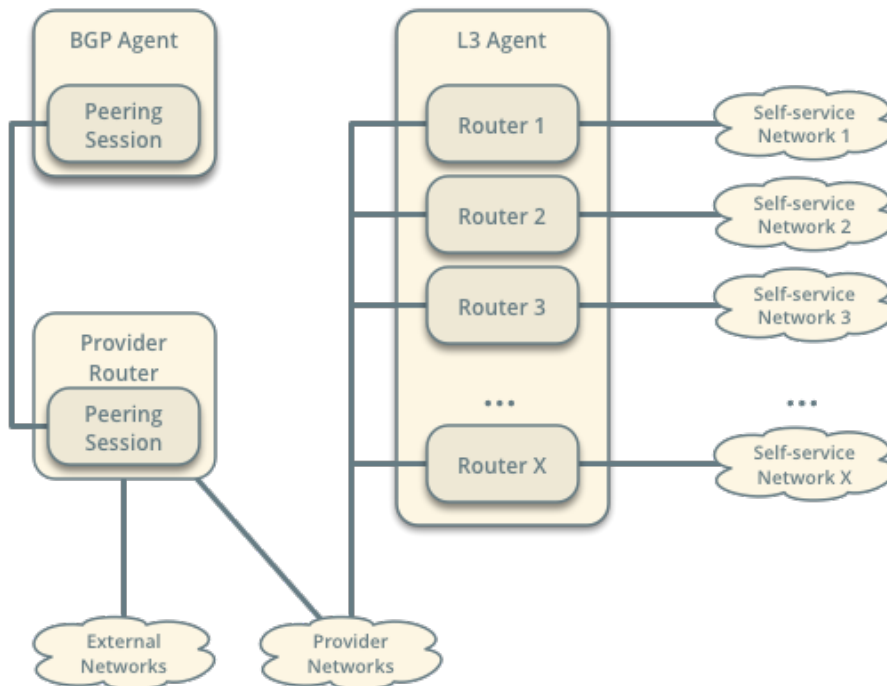 BGP Agent
Peering
Session
L3 Agent
Router 1
Self-service
Network 1
Router 2
Self-service
Network 2
Router 3
Self-service
Network 3
Provider
Router
Peering
Session
...
...
Router X
Self-service
Network X
External
Networks
Provider
Networks